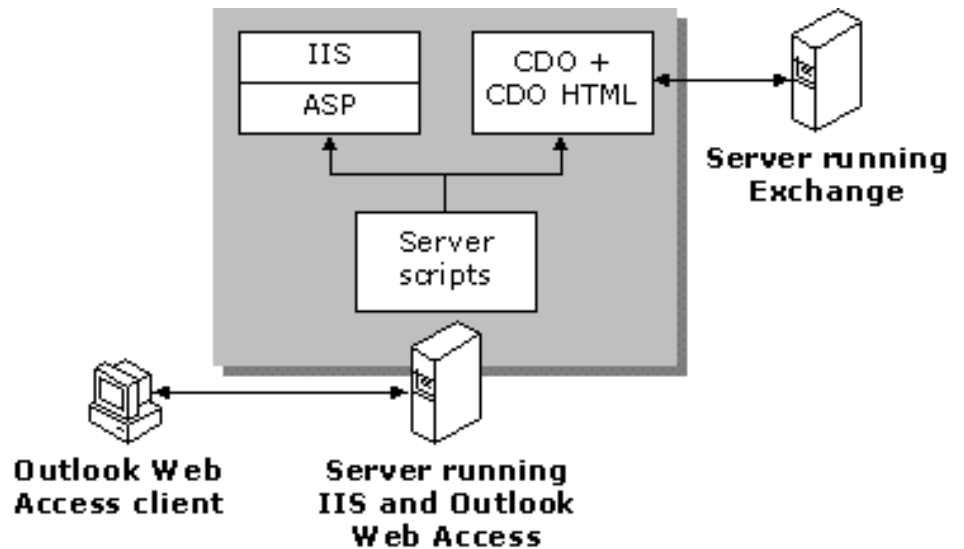 IIS
ASP
CDO +
CDO HTML
Server running
Exchange
Server
scripts
Outlook Web
Access client
Server running
IIS and Outlook
Web Access